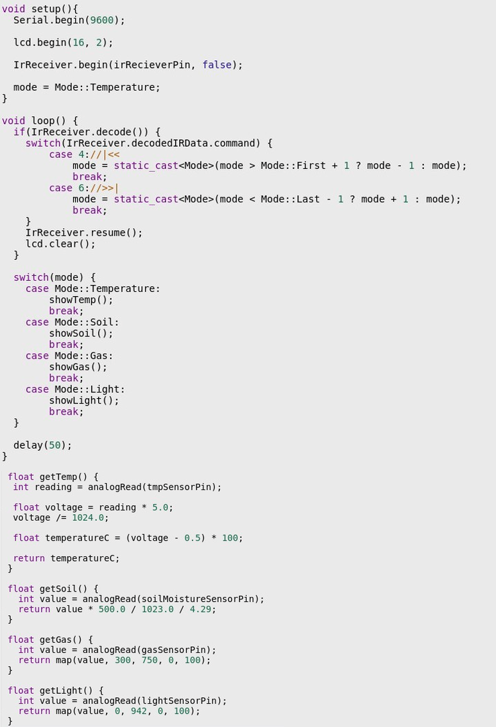 void setup(){
  Serial.begin(9600);

  lcd.begin(16, 2);

  IrReceiver.begin(irRecieverPin, false);

  mode = Mode::Temperature;
}

void loop() {
  if(IrReceiver.decode()) {
    switch(IrReceiver.decodedIRData.command) {
        case 4://|<<
            mode = static_cast<Mode>(mode > Mode::First + 1 ? mode - 1 : mode);
            break;
        case 6://>>|
            mode = static_cast<Mode>(mode < Mode::Last - 1 ? mode + 1 : mode);
            break;
    }
    IrReceiver.resume();
    lcd.clear();
  }

  switch(mode) {
    case Mode::Temperature:
        showTemp();
        break;
    case Mode::Soil:
        showSoil();
        break;
    case Mode::Gas:
        showGas();
        break;
    case Mode::Light:
        showLight();
        break;
  }

  delay(50);
}

float getTemp() {
 int reading = analogRead(tmpSensorPin);

 float voltage = reading * 5.0;
 voltage /= 1024.0;

 float temperatureC = (voltage - 0.5) * 100;

 return temperatureC;
}

float getSoil() {
  int value = analogRead(soilMoistureSensorPin);
  return value * 500.0 / 1023.0 / 4.29;
}

float getGas() {
  int value = analogRead(gasSensorPin);
  return map(value, 300, 750, 0, 100);
}

float getLight() {
  int value = analogRead(lightSensorPin);
  return map(value, 0, 942, 0, 100);
}